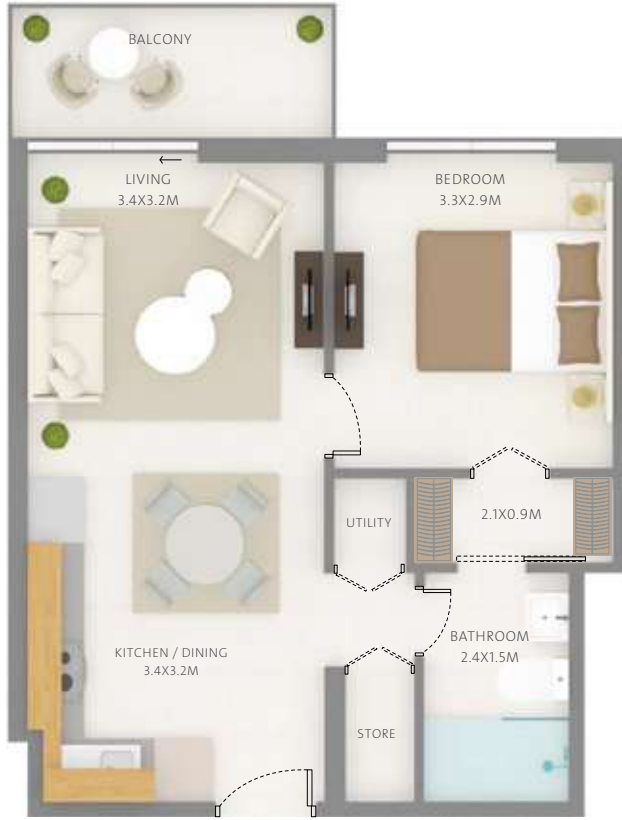 BALCONY
LIVING
3.4X3.2M
BEDROOM
3.3X2.9M
UTILITY
2.1X0.9M
KITCHEN / DINING
3.4X3.2M
BATHROOM
2.4X1.5M
STORE